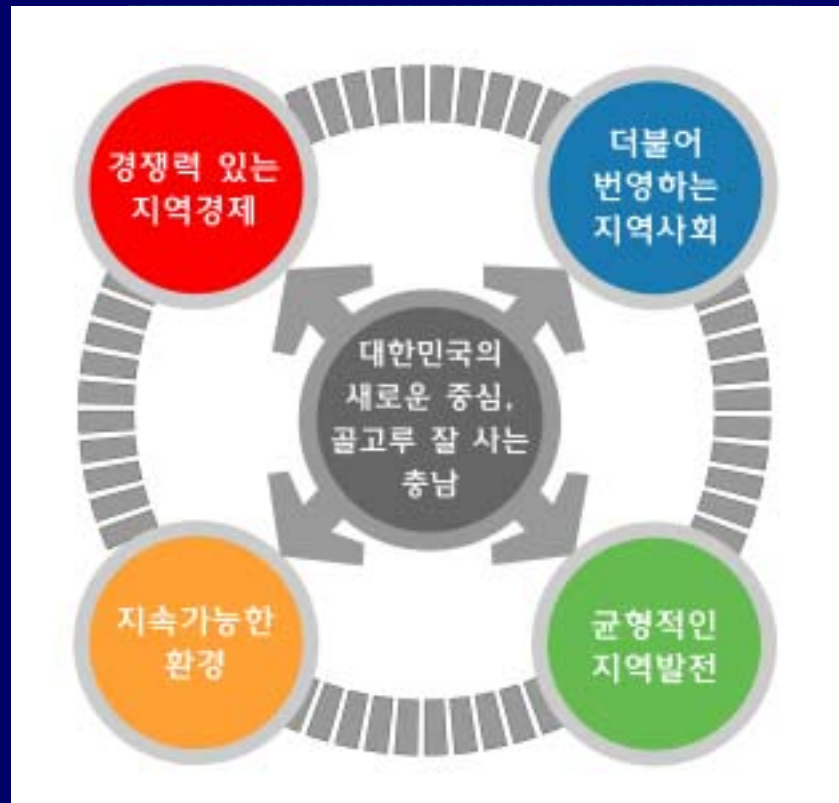 경쟁력 있는
지역경제
더불어
번영하는
지역사회
대한민국의
새로운 중심,
골고루 잘 사는
충남
지속가능한
환경
균형적인
지역발전